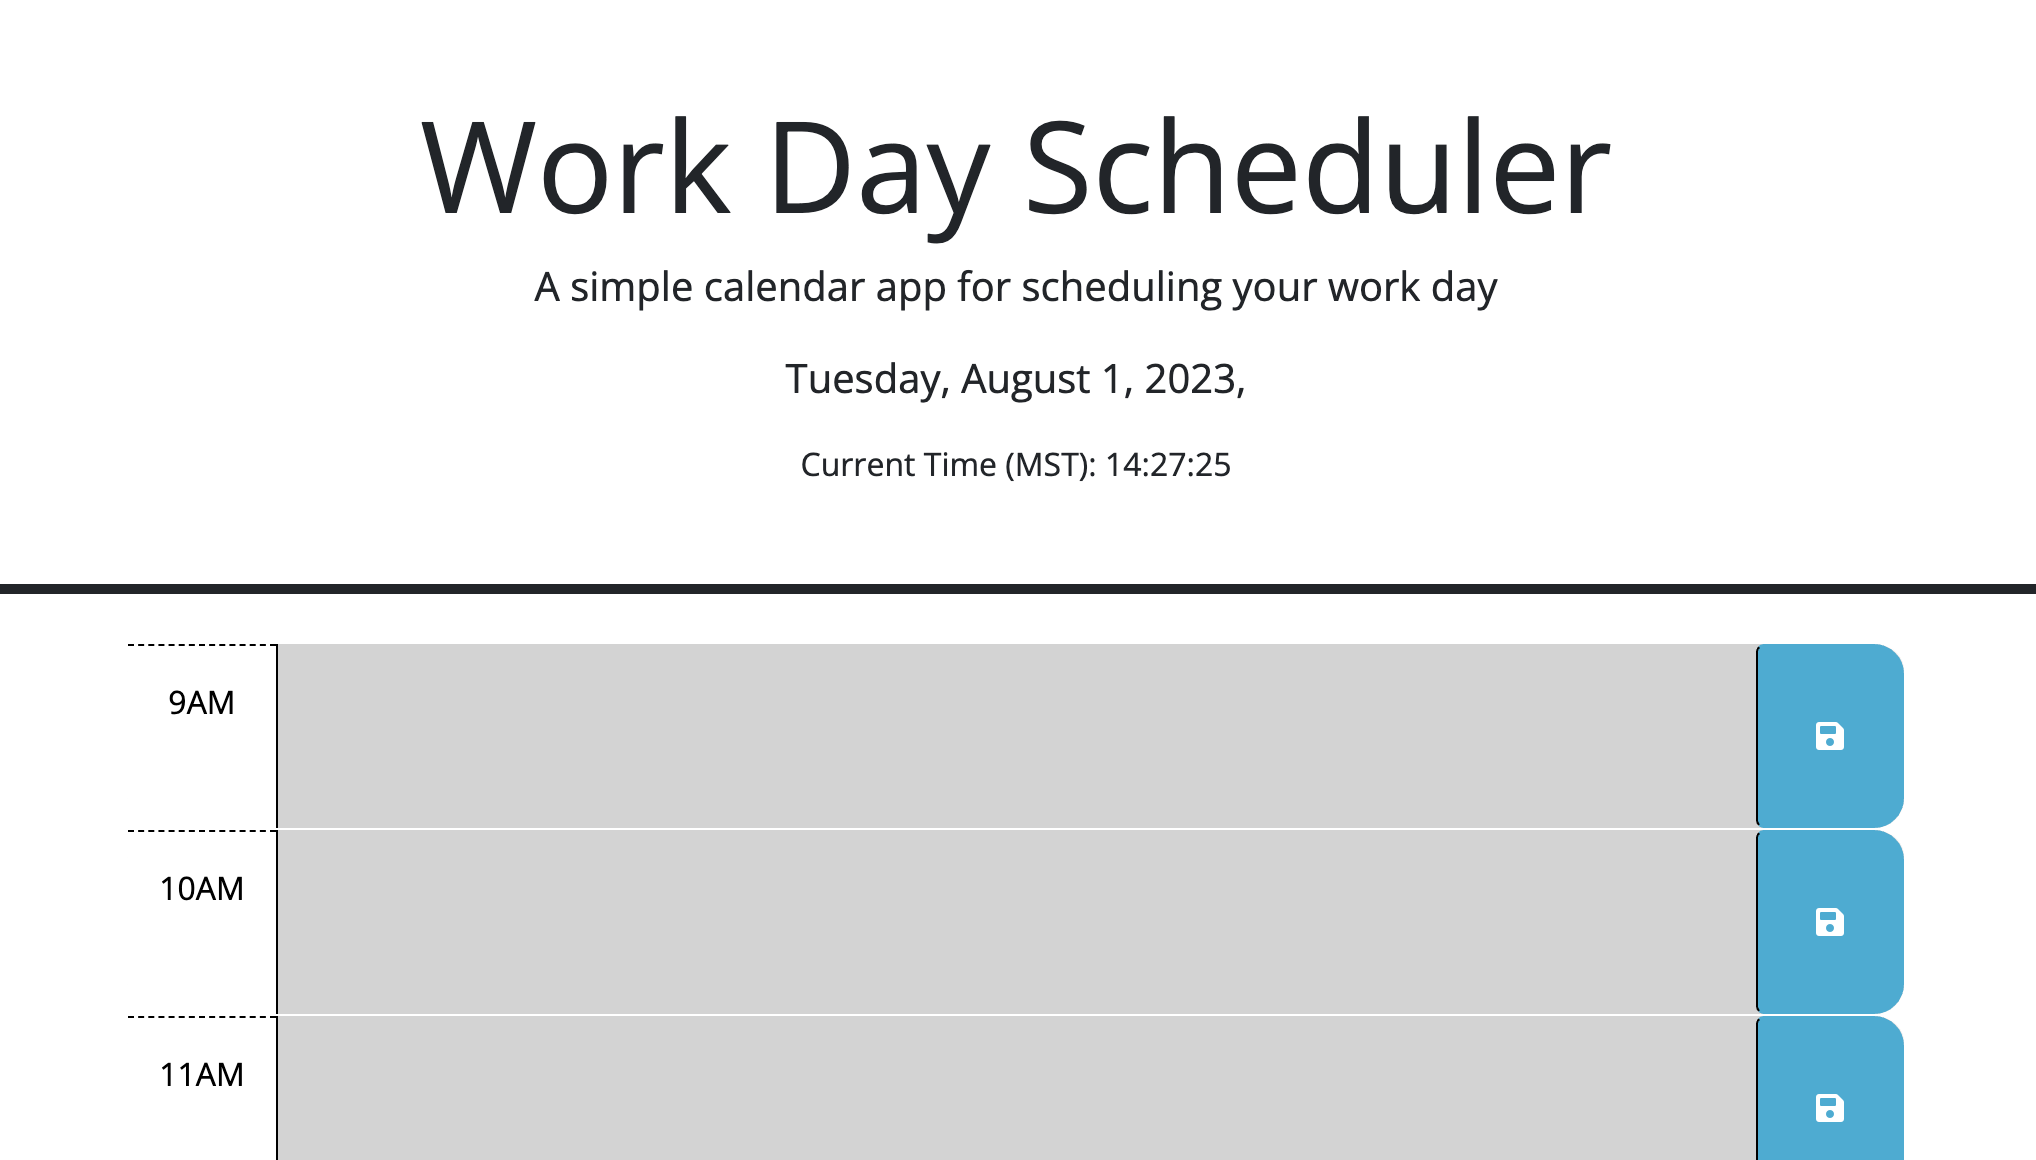 Work Day Scheduler
A simple calendar app for scheduling your work day
Tuesday, August 1, 2023,
Current Time (MST): 14:27:25
9AM
10AM
11AM